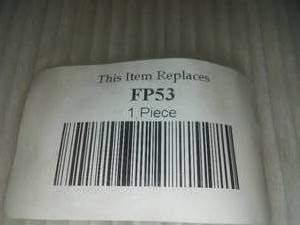 This Item Replaces
FP53
1 Piece